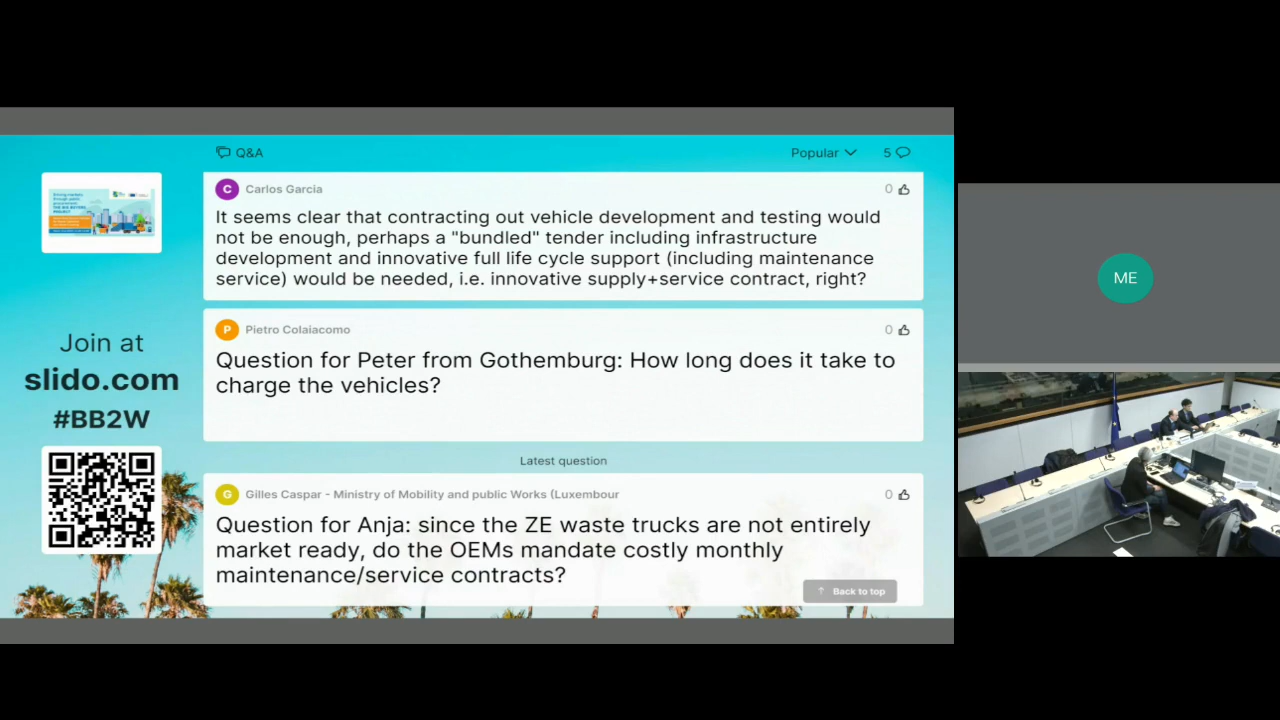 Q&A
Popular
5
Carlos Garcia
0
It seems clear that contracting out vehicle development and testing would
not be enough, perhaps a "bundled" tender including infrastructure
development and innovative full life cycle support (including maintenance
service) would be needed, i.e. innovative supply+service contract, right?
Pietro Colaiacomo
0
Question for Peter from Gothemburg: How long does it take to
charge the vehicles?
Latest question
Gilles Caspar - Ministry of Mobility and public Works (Luxembour
0
Question for Anja: since the ZE waste trucks are not entirely
market ready, do the OEMs mandate costly monthly
maintenance/service contracts?
Back to top
Join at
slido.com
#BB2W
C
P
G
ME